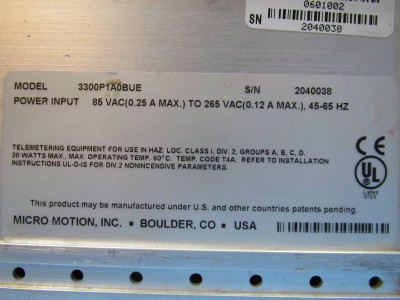 0601002
SN
2040038
MODEL 3300P1A0BUE S/N 2040038
POWER INPUT 85 VAC(0.25 A MAX.) TO 265 VAC(0.12 A MAX.), 45-65 HZ
TELEMETERING EQUIPMENT FOR USE IN HAZ. LOC. CLASS I, DIV. 2, GROUPS A, B, C, D.
20 WATTS MAX., MAX. OPERATING TEMP. 60°C. TEMP. CODE T4A. REFER TO INSTALLATION
INSTRUCTIONS UL-D-IS FOR DIV.2 NONINCENDIVE PARAMETERS.
CE
UL
Listed
This product may be manufactured under U.S. and other countries patents pending.
MICRO MOTION, INC. • BOULDER, CO • USA